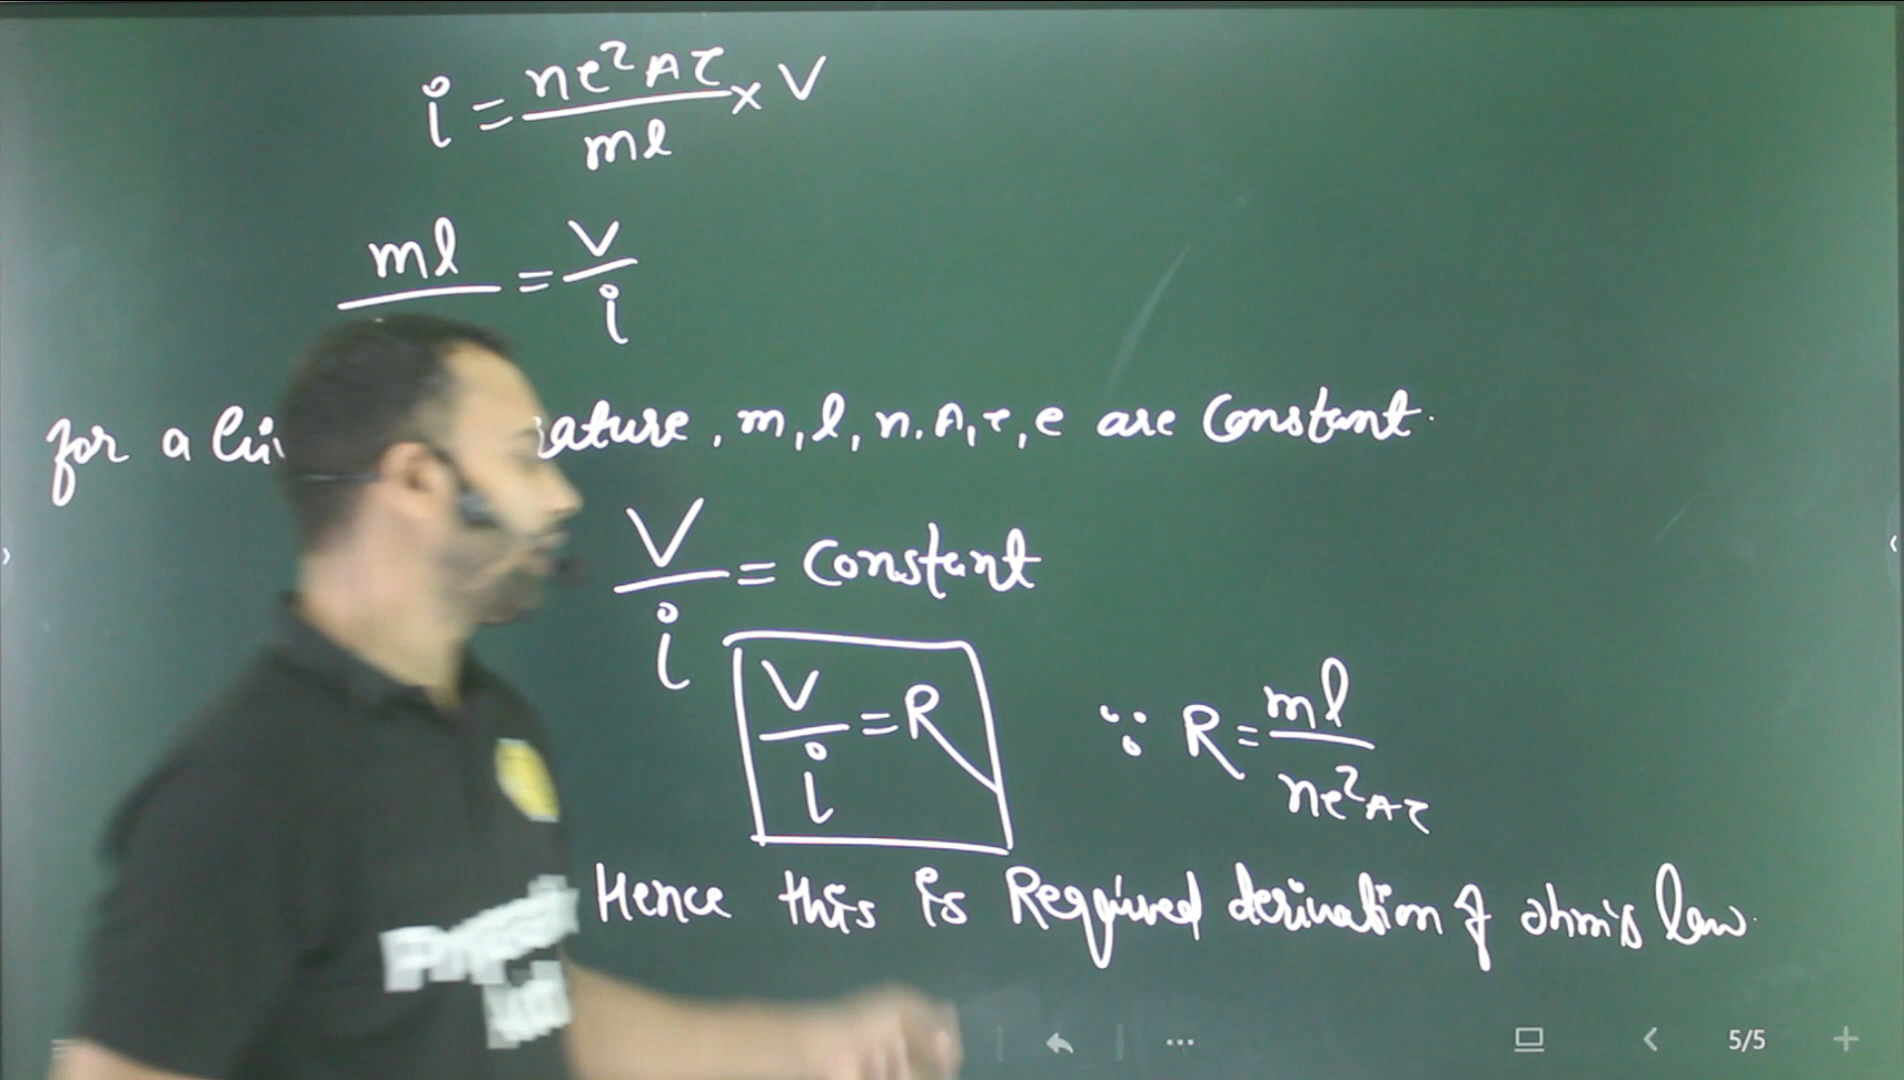 i = ne²Aτ/ml × V
ml/ = V/i
for a ature, m, l, n, A, τ, e are Constant.
V/i = Constant
V/i = R ∵ R = ml/ne²Aτ
Hence this is Required derivation of ohm's law.
5/5